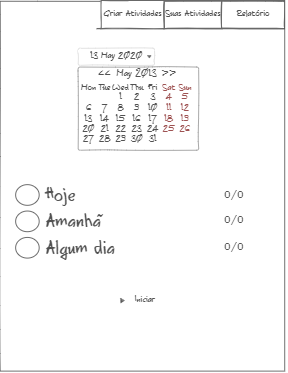 Criar Atividades Suas Atividades Relatório
13 May 2020
<< May 2013 >>
Mon Tue Wed Thu Fri Sat Sun
1 2 3 4 5
6 7 8 9 10 11 12
13 14 15 16 17 18 19
20 21 22 23 24 25 26
27 28 29 30 31
Hoje 0/0
Amanhã 0/0
Algum dia 0/0
Iniciar